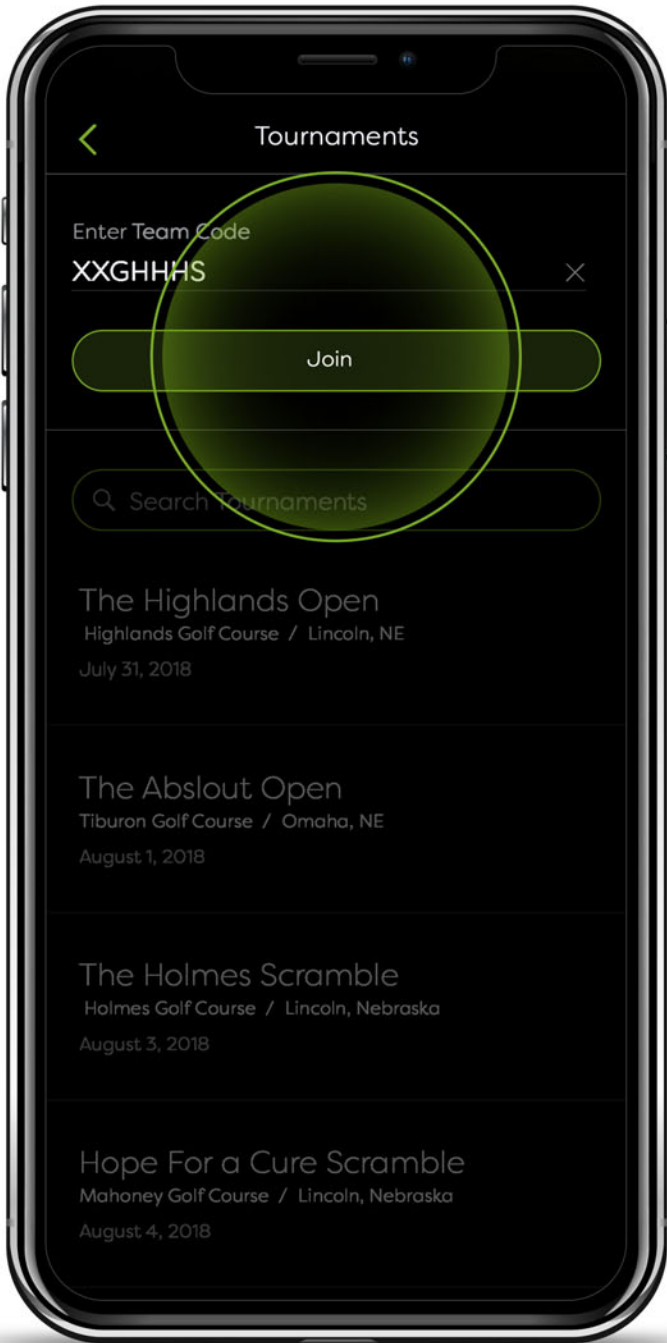 Tournaments
Enter Team Code
XXGHHHS
Join
Search Tournaments
The Highlands Open
Highlands Golf Course / Lincoln, NE
July 31, 2018
The Abslout Open
Tiburon Golf Course / Omaha, NE
August 1, 2018
The Holmes Scramble
Holmes Golf Course / Lincoln, Nebraska
August 3, 2018
Hope For a Cure Scramble
Mahoney Golf Course / Lincoln, Nebraska
August 4, 2018